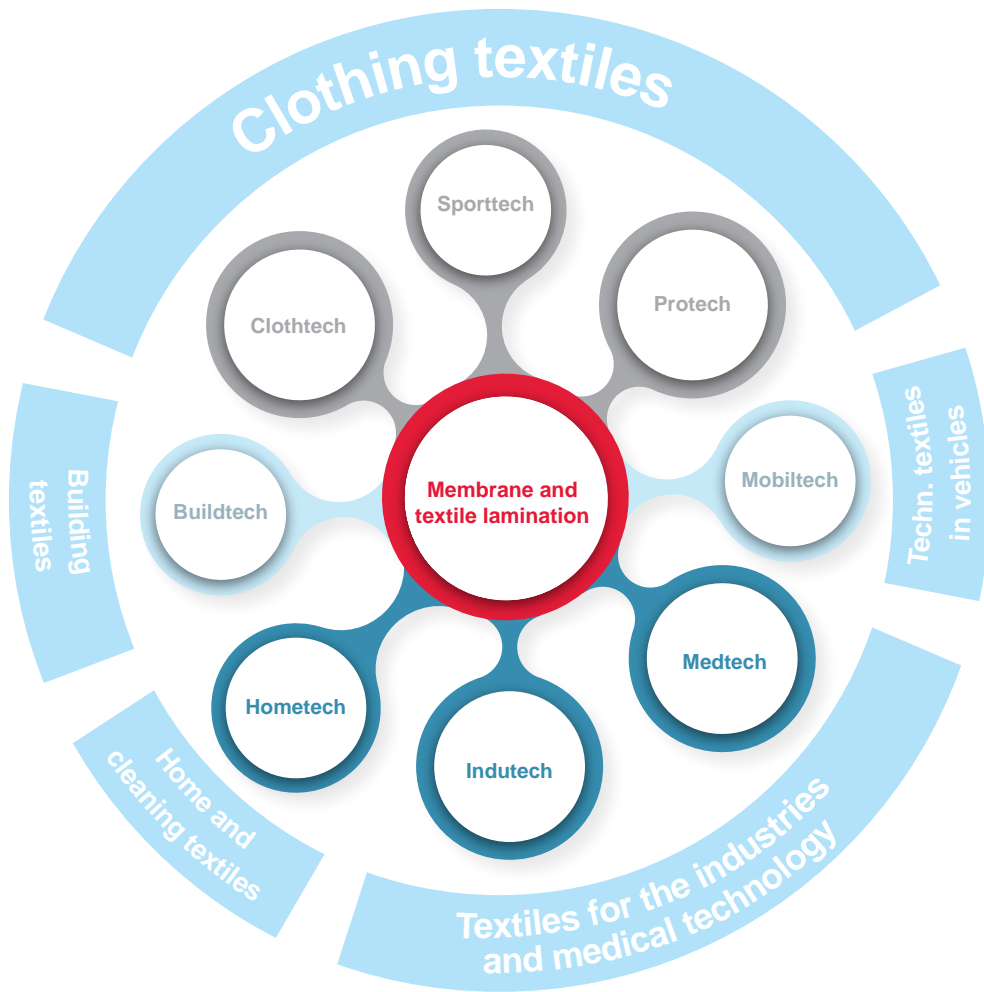 Clothing textiles
Sporttech
Protech
Clothtech
Techn. textiles
in vehicles
Mobiltech
Membrane and
textile lamination
Buildtech
Building
textiles
Medtech
Hometech
Indutech
Home and
cleaning textiles
Textiles for the industries
and medical technology